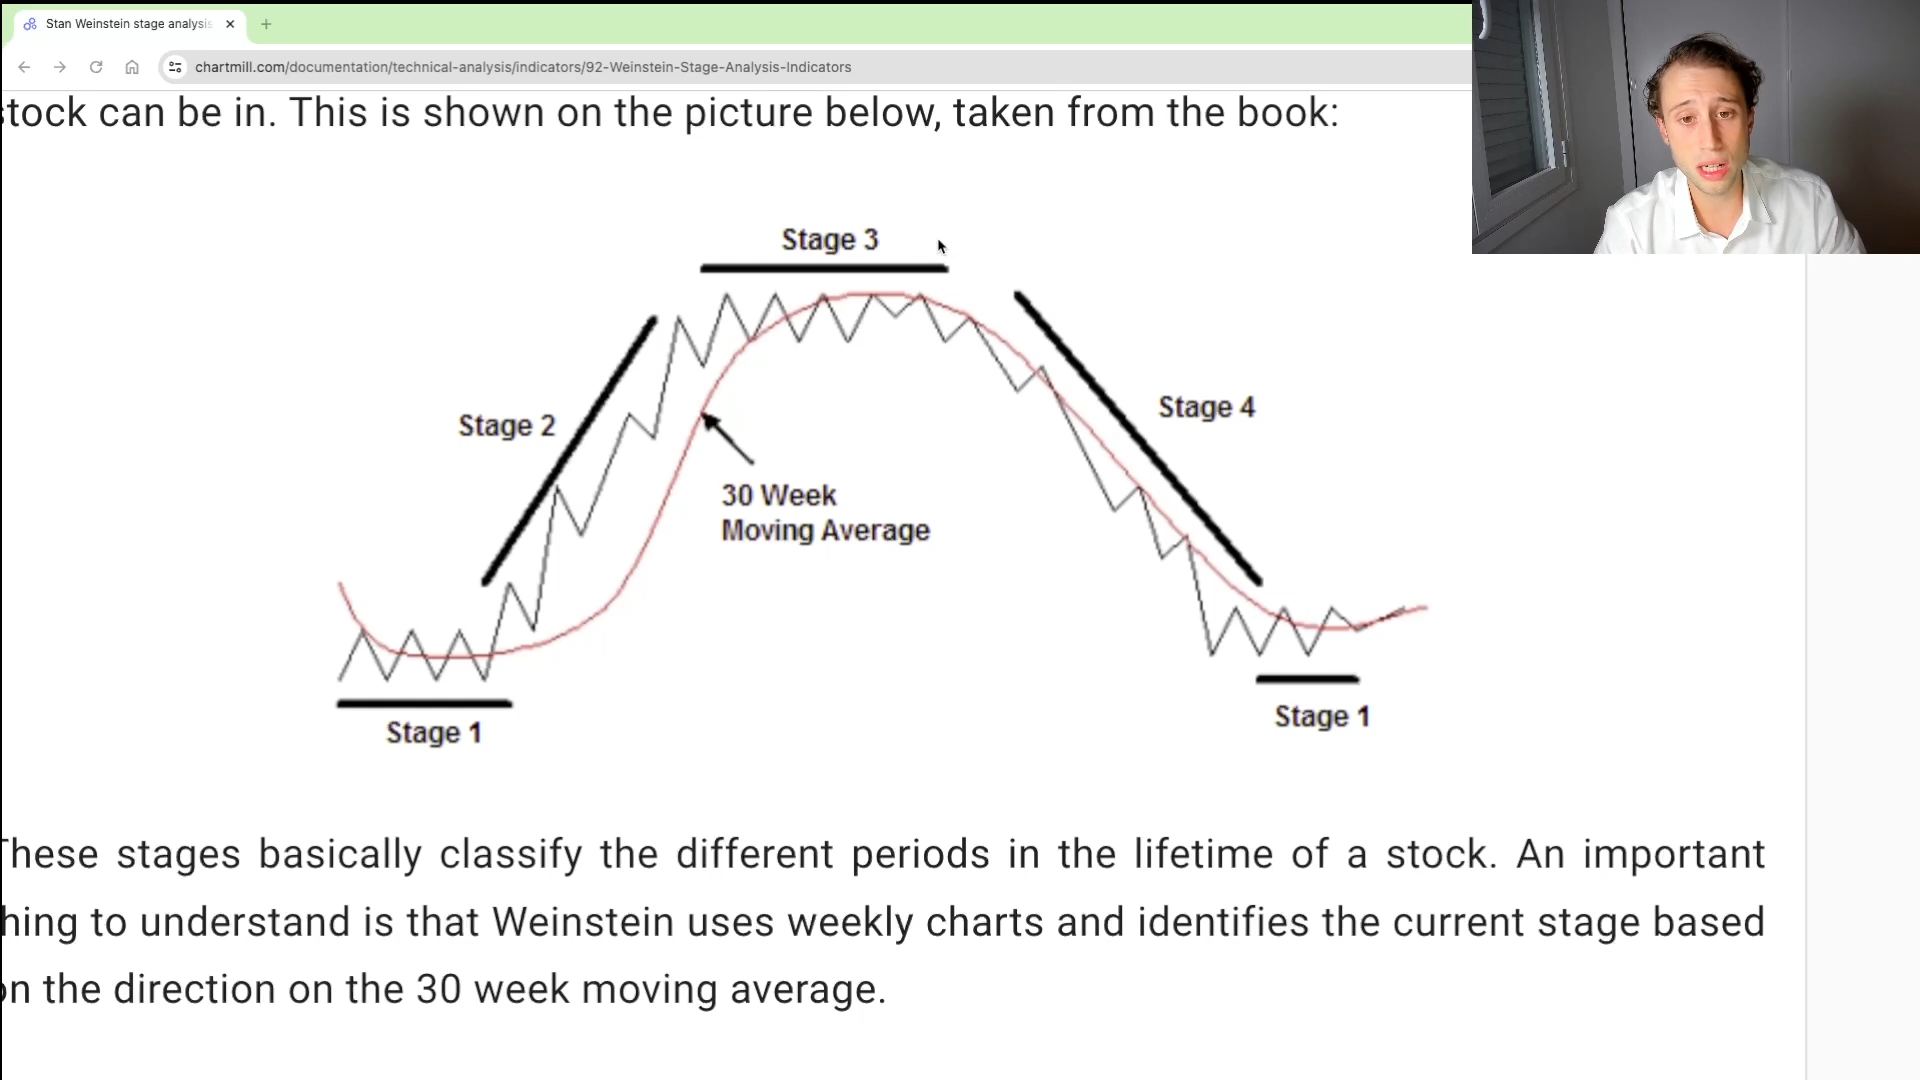 Stan Weinstein stage analysis
chartmill.com/documentation/technical-analysis/indicators/92-Weinstein-Stage-Analysis-Indicators
stock can be in. This is shown on the picture below, taken from the book:
Stage 3
Stage 2
Stage 4
30 Week
Moving Average
Stage 1
Stage 1
These stages basically classify the different periods in the lifetime of a stock. An important
hing to understand is that Weinstein uses weekly charts and identifies the current stage based
on the direction on the 30 week moving average.